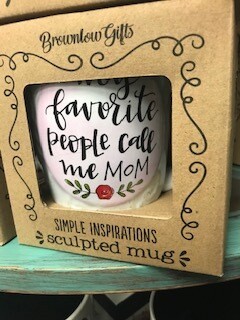 Brownlow Gifts
favorite
people call
me MOM
SIMPLE INSPIRATIONS
sculpted mug